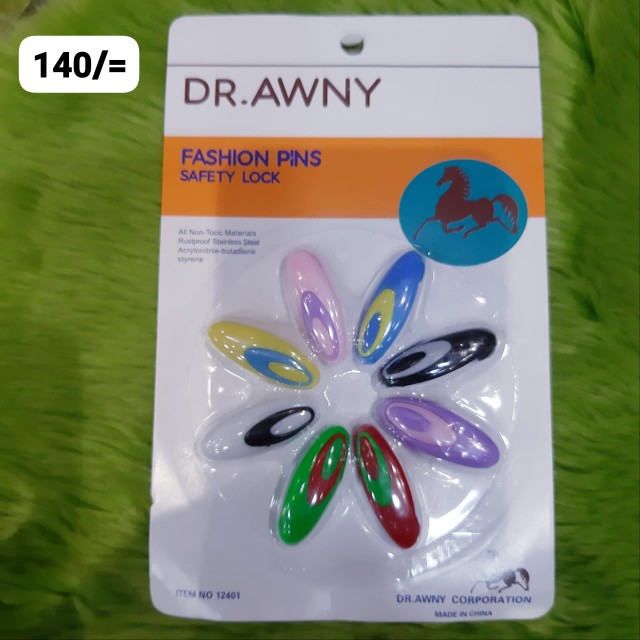 140/=
DR.AWNY
FASHION PINS
SAFETY LOCK
All Non-Tocic Materials
Rustproof Stainless Steel
Acrylonitrile-butadiene
styrene
ITEM NO 12401
DR.AWNY CORPORATION
MADE IN CHINA